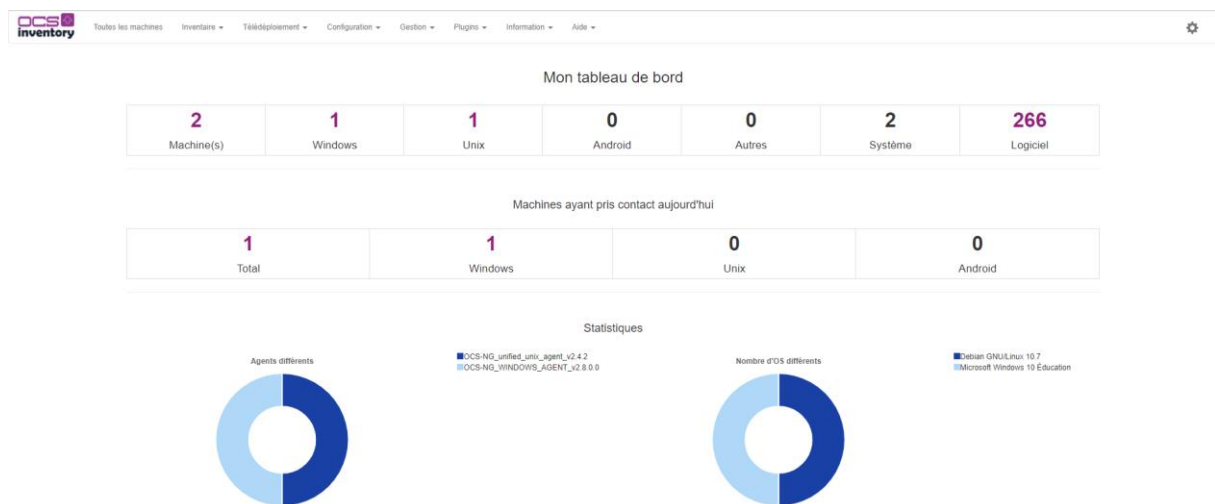 OCS inventory
Toutes les machines Inventaire Télédéploiement Configuration Gestion Plugins Information Aide
Mon tableau de bord
2 1 1 0 0 2 266
Machine(s) Windows Unix Android Autres Système Logiciel
Machines ayant pris contact aujourd'hui
1 1 0 0
Total Windows Unix Android
Statistiques
Agents différents
OCS-NG_unified_unix_agent_v2.4.2
OCS-NG_WINDOWS_AGENT_v2.8.0.0
Nombre d'OS différents
Debian GNU/Linux 10.7
Microsoft Windows 10 Éducation